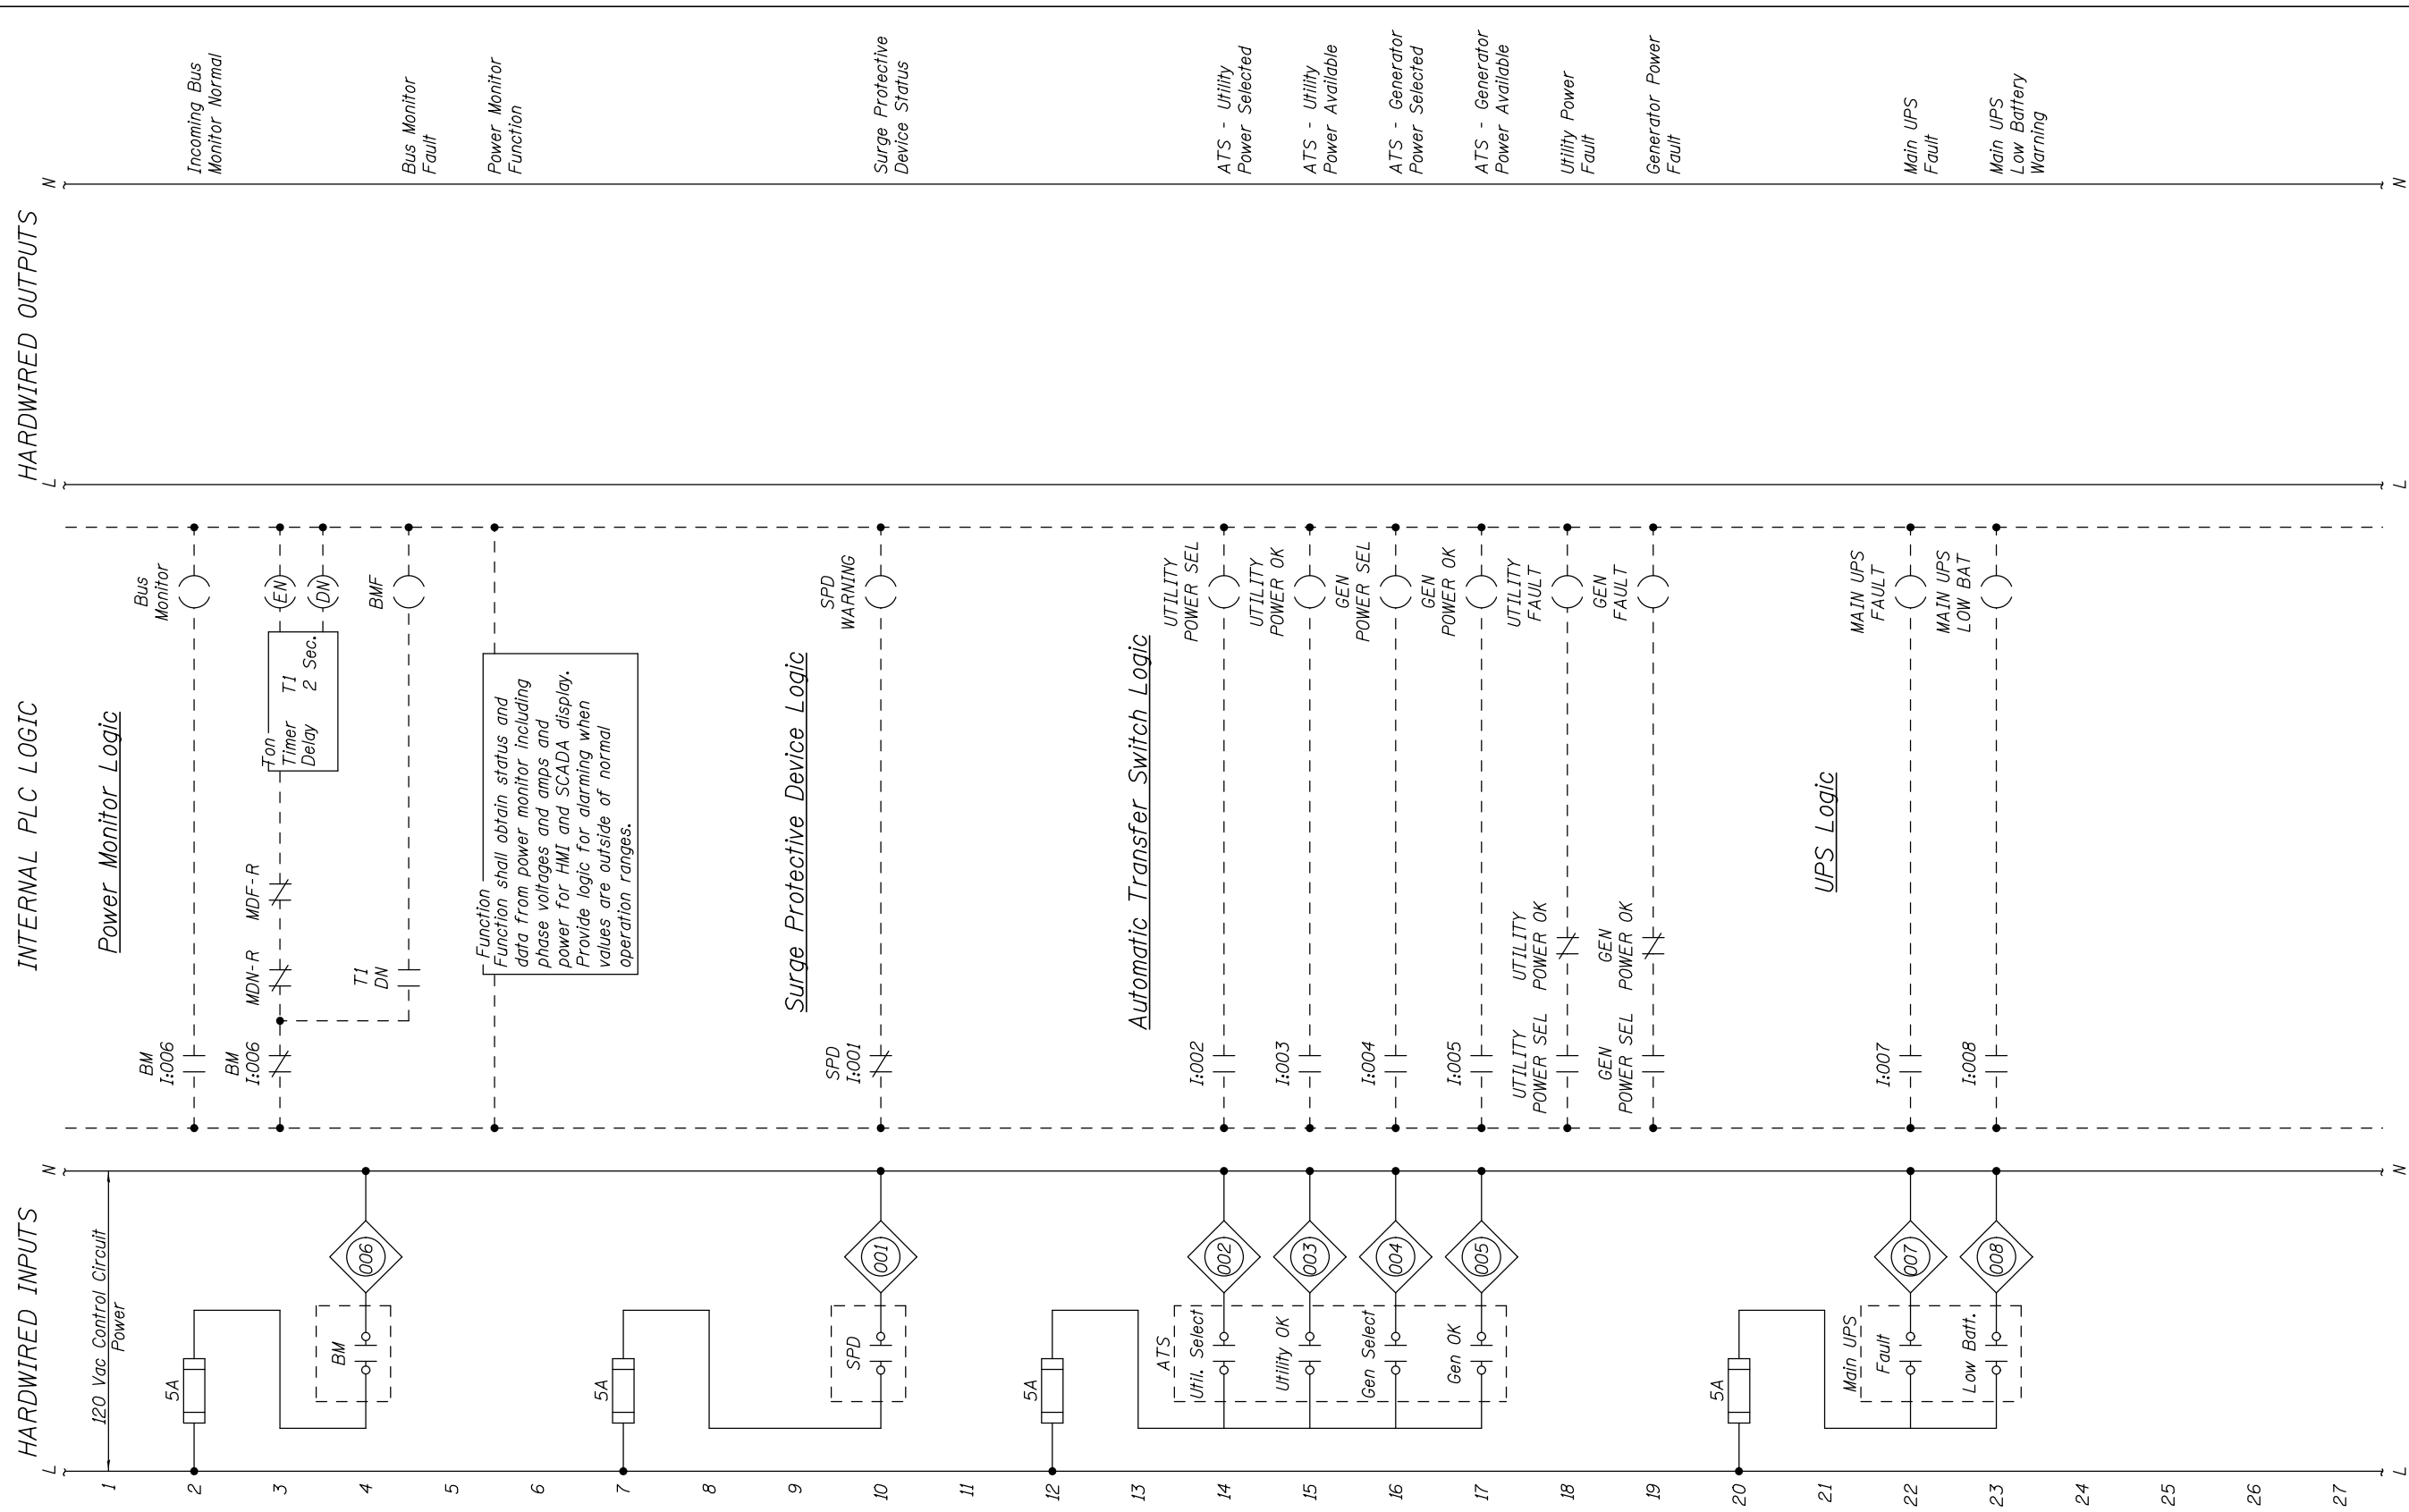 HARDWIRED INPUTS
INTERNAL PLC LOGIC
HARDWIRED OUTPUTS
L
N
L
N
1
120 Vac Control Circuit
Power
Power Monitor Logic
2
5A
BM
I:006
Bus
Monitor
Incoming Bus
Monitor Normal
3
BM
I:006
MDN-R
MDF-R
Ton
Timer T1
Delay 2 Sec.
EN
DN
4
BM
006
T1
DN
BMF
Bus Monitor
Fault
5
Function
Function shall obtain status and
data from power monitor including
phase voltages and amps and
power for HMI and SCADA display.
Provide logic for alarming when
values are outside of normal
operation ranges.
Power Monitor
Function
6
7
5A
8
9
Surge Protective Device Logic
10
SPD
001
SPD
I:001
SPD
WARNING
Surge Protective
Device Status
11
12
5A
13
Automatic Transfer Switch Logic
14
ATS
Util. Select
002
I:002
UTILITY
POWER SEL
ATS - Utility
Power Selected
15
Utility OK
003
I:003
UTILITY
POWER OK
ATS - Utility
Power Available
16
Gen Select
004
I:004
GEN
POWER SEL
ATS - Generator
Power Selected
17
Gen OK
005
I:005
GEN
POWER OK
ATS - Generator
Power Available
18
UTILITY
POWER SEL
UTILITY
POWER OK
UTILITY
FAULT
Utility Power
Fault
19
GEN
POWER SEL
GEN
POWER OK
GEN
FAULT
Generator Power
Fault
20
5A
21
UPS Logic
22
Main UPS
Fault
007
I:007
MAIN UPS
FAULT
Main UPS
Fault
23
Low Batt.
008
I:008
MAIN UPS
LOW BAT
Main UPS
Low Battery
Warning
24
25
26
27
L
N
L
N